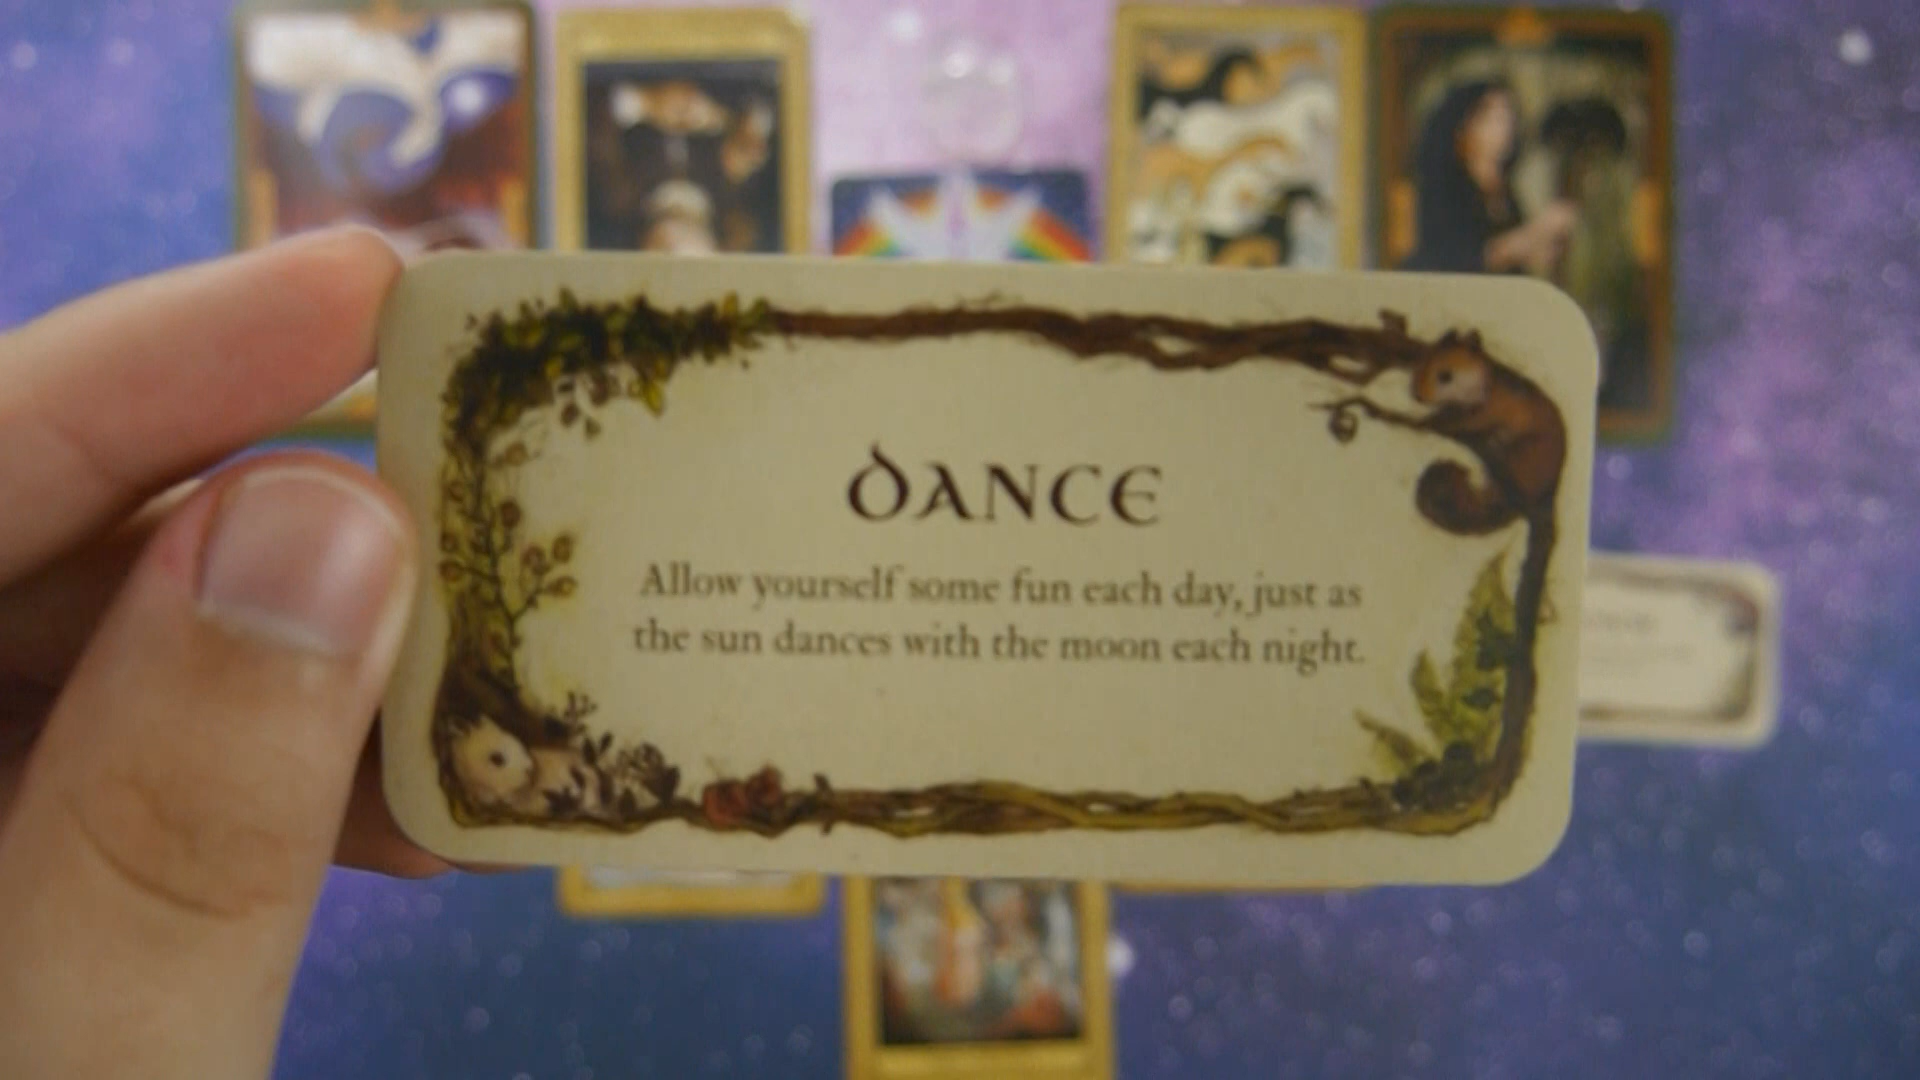 DANCE
Allow yourself some fun each day, just as
the sun dances with the moon each night.